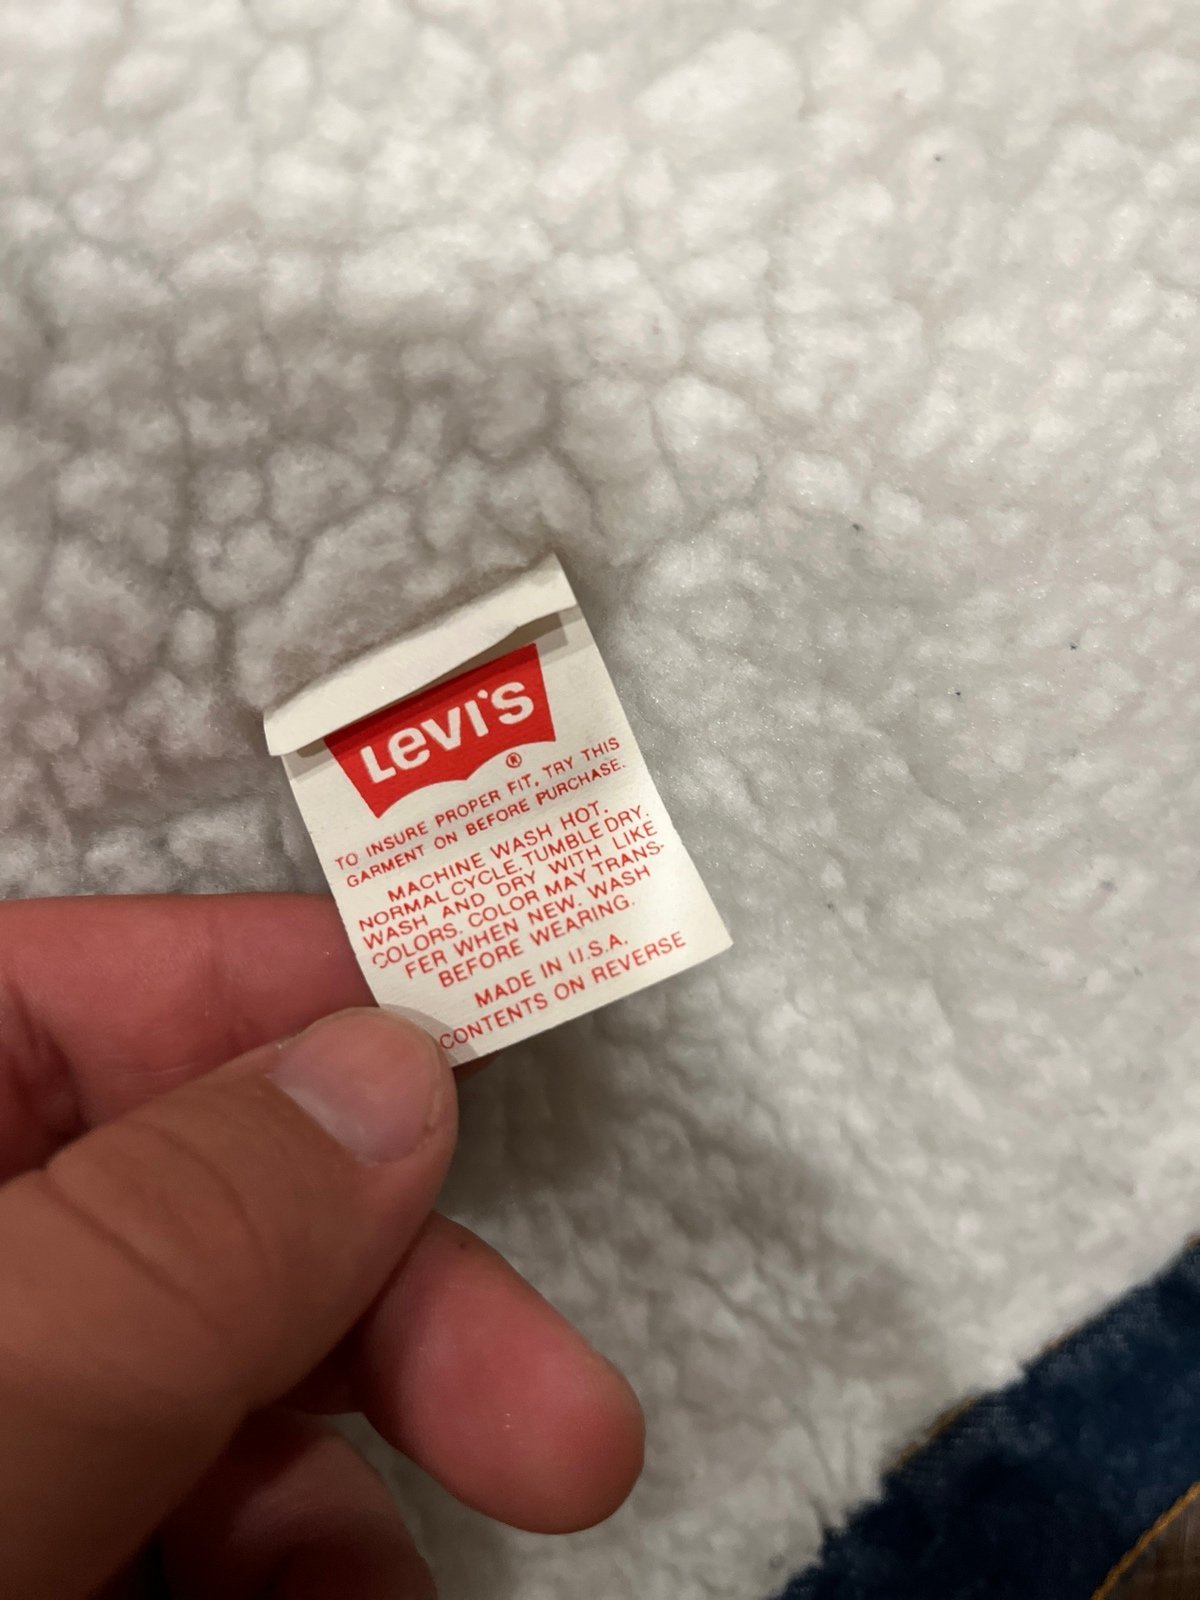 Levi's®
TO INSURE PROPER FIT, TRY THIS
GARMENT ON BEFORE PURCHASE.
MACHINE WASH HOT.
NORMAL CYCLE. TUMBLE DRY.
WASH AND DRY WITH LIKE
COLORS. COLOR MAY TRANS-
FER WHEN NEW. WASH
BEFORE WEARING.
MADE IN U.S.A.
CONTENTS ON REVERSE